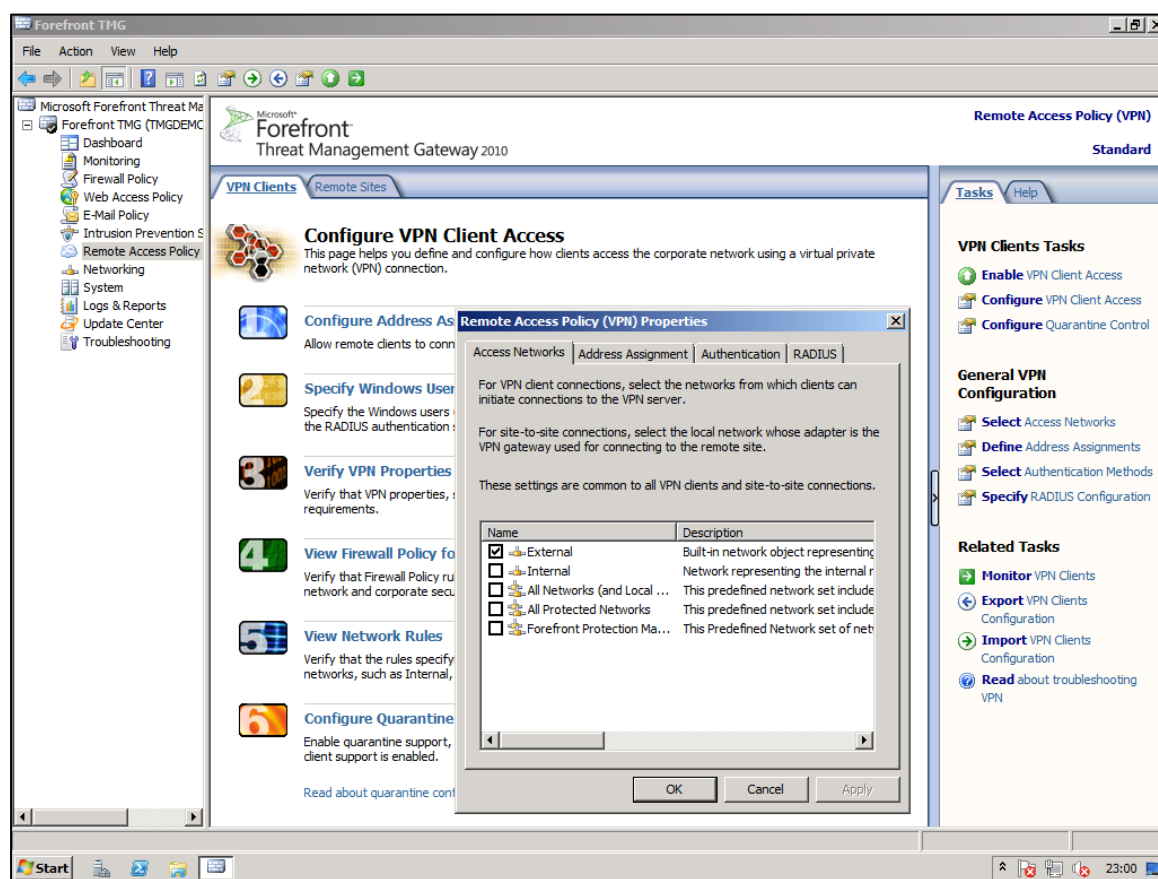 Forefront TMG
File Action View Help
Microsoft Forefront Threat Ma
Forefront TMG (TMGDEMO
Dashboard
Monitoring
Firewall Policy
Web Access Policy
E-Mail Policy
Intrusion Prevention S
Remote Access Policy
Networking
System
Logs & Reports
Update Center
Troubleshooting
Microsoft
Forefront
Threat Management Gateway 2010
Remote Access Policy (VPN)
Standard
VPN Clients Remote Sites
Configure VPN Client Access
This page helps you define and configure how clients access the corporate network using a virtual private
network (VPN) connection.
Configure Address As
Allow remote clients to conn
Specify Windows User
Specify the Windows users
the RADIUS authentication
Verify VPN Properties
Verify that VPN properties,
requirements.
View Firewall Policy fo
Verify that Firewall Policy ru
network and corporate secu
View Network Rules
Verify that the rules specify
networks, such as Internal,
Configure Quarantine
Enable quarantine support,
client support is enabled.
Read about quarantine cont
Remote Access Policy (VPN) Properties
Access Networks Address Assignment Authentication RADIUS
For VPN client connections, select the networks from which clients can
initiate connections to the VPN server.
For site-to-site connections, select the local network whose adapter is the
VPN gateway used for connecting to the remote site.
These settings are common to all VPN clients and site-to-site connections.
Name Description
External Built-in network object representing
Internal Network representing the internal r
All Networks (and Local ... This predefined network set include
All Protected Networks This predefined network set include
Forefront Protection Ma... This Predefined Network set of netw
OK Cancel Apply
Tasks Help
VPN Clients Tasks
Enable VPN Client Access
Configure VPN Client Access
Configure Quarantine Control
General VPN
Configuration
Select Access Networks
Define Address Assignments
Select Authentication Methods
Specify RADIUS Configuration
Related Tasks
Monitor VPN Clients
Export VPN Clients
Configuration
Import VPN Clients
Configuration
Read about troubleshooting
VPN
Start
23:00